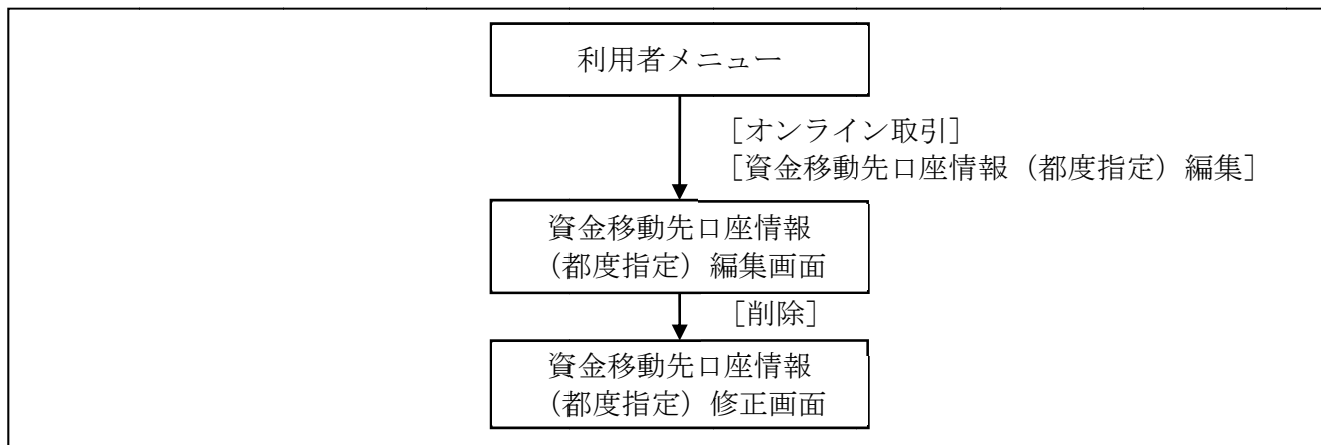 利用者メニュー
［オンライン取引］
［資金移動先口座情報（都度指定）編集］
資金移動先口座情報
（都度指定）編集画面
［削除］
資金移動先口座情報
（都度指定）修正画面